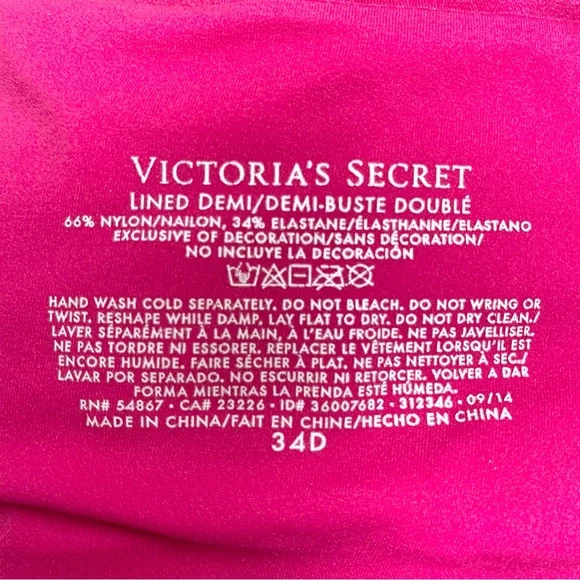 VICTORIA'S SECRET
LINED DEMI/DEMI-BUSTE DOUBLÉ
66% NYLON/NAILON, 34% ELASTANE/ÉLASTHANNE/ELASTANO
EXCLUSIVE OF DECORATION/SANS DÉCORATION/
NO INCLUYE LA DECORACIÓN
HAND WASH COLD SEPARATELY. DO NOT BLEACH. DO NOT WRING OR
TWIST. RESHAPE WHILE DAMP. LAY FLAT TO DRY. DO NOT DRY CLEAN./
LAVER SÉPARÉMENT À LA MAIN, À L'EAU FROIDE. NE PAS JAVELLISER.
NE PAS TORDRE NI ESSORER. REPLACER LE VÊTEMENT LORSQU'IL EST
ENCORE HUMIDE. FAIRE SÉCHER À PLAT. NE PAS NETTOYER À SEC./
LAVAR POR SEPARADO. NO ESCURRIR NI RETORCER. VOLVER A DAR
FORMA MIENTRAS LA PRENDA ESTÉ HÚMEDA.
RN# 54867 • CA# 23226 • ID# 36007682 • 312346 • 09/14
MADE IN CHINA/FAIT EN CHINE/HECHO EN CHINA
34D